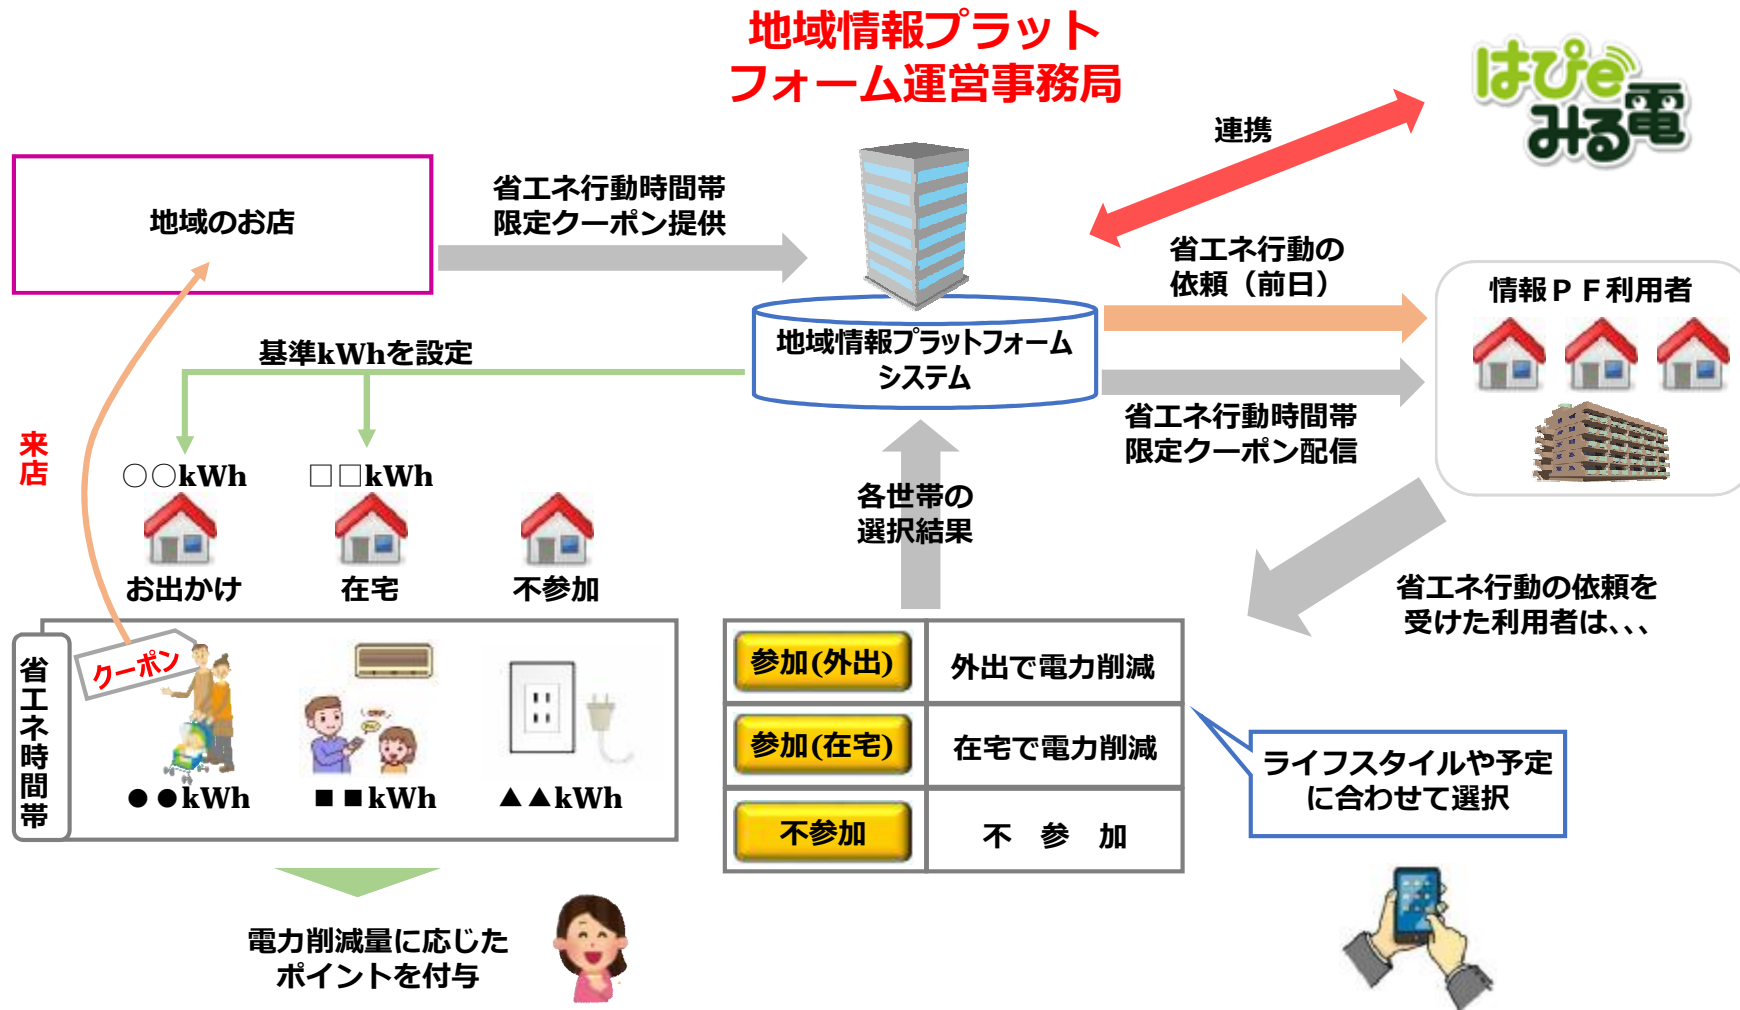 地域情報プラット
フォーム運営事務局
はぴe
みる電
連携
地域のお店
省エネ行動時間帯
限定クーポン提供
省エネ行動の
依頼（前日）
情報ＰＦ利用者
地域情報プラットフォーム
システム
基準kWhを設定
省エネ行動時間帯
限定クーポン配信
来店
○○kWh
□□kWh
お出かけ
在宅
不参加
各世帯の
選択結果
省エネ行動の依頼を
受けた利用者は、、、
省エネ時間帯
クーポン
●●kWh
■■kWh
▲▲kWh
参加(外出)
外出で電力削減
参加(在宅)
在宅で電力削減
不参加
不　参　加
ライフスタイルや予定
に合わせて選択
電力削減量に応じた
ポイントを付与